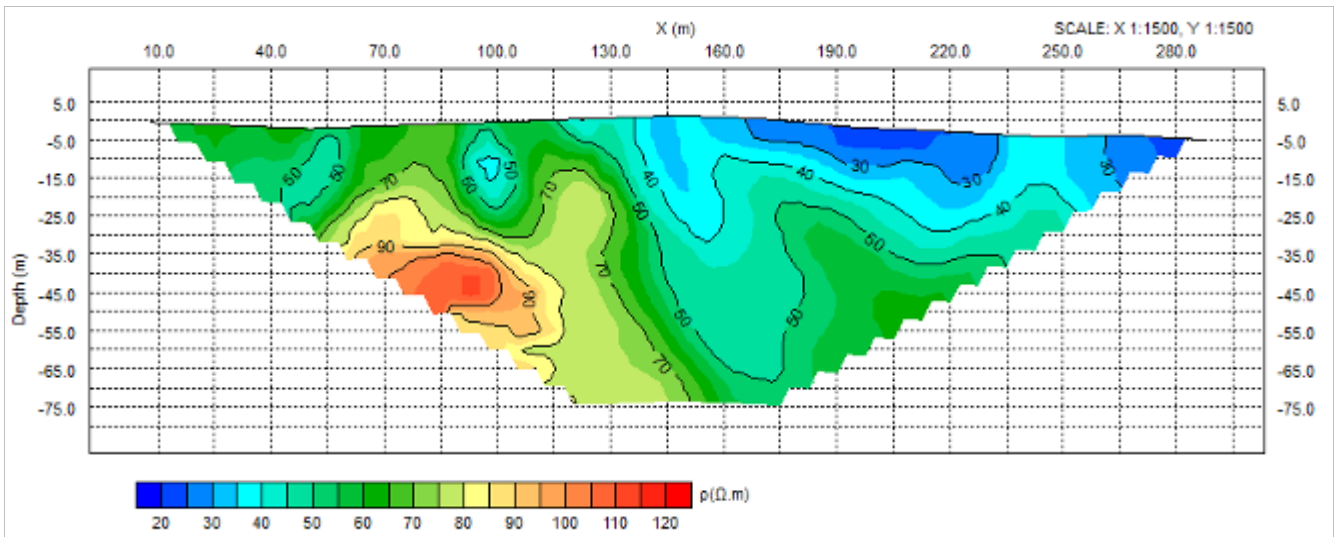 X (m)
SCALE: X 1:1500, Y 1:1500
10.0 40.0 70.0 100.0 130.0 160.0 190.0 220.0 250.0 280.0
5.0 5.0
-5.0 -5.0
-15.0 -15.0
-25.0 -25.0
-35.0 -35.0
-45.0 -45.0
-55.0 -55.0
-65.0 -65.0
-75.0 -75.0
Depth (m)
50 50 70 90 50 50 70 90 70 70 50 50 40 30 30 40 40 50 50 30
20 30 40 50 60 70 80 90 100 110 120 ρ(Ω.m)